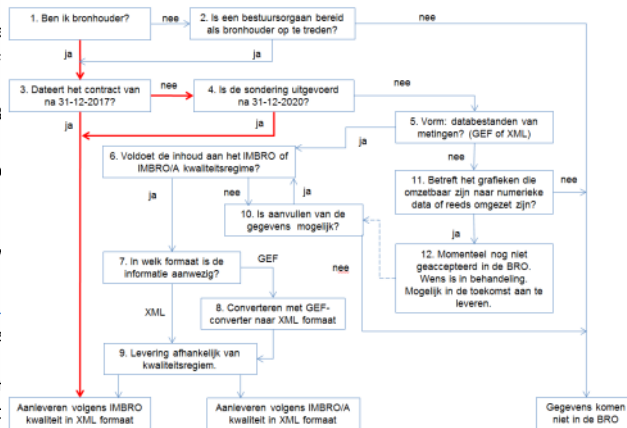 1. Ben ik bronhouder?
nee
2. Is een bestuursorgaan bereid
als bronhouder op te treden?
nee
ja
ja
3. Dateert het contract van
na 31-12-2017?
nee
4. Is de sondering uitgevoerd
na 31-12-2020?
nee
ja
ja
5. Vorm: databestanden van
metingen? (GEF of XML)
ja
nee
6. Voldoet de inhoud aan het IMBRO of
IMBRO/A kwaliteitsregime?
ja
nee
ja
11. Betreft het grafieken die
omzetbaar zijn naar numerieke
data of reeds omgezet zijn?
nee
10. Is aanvullen van de
gegevens mogelijk?
ja
nee
7. In welk formaat is de
informatie aanwezig?
GEF
12. Momenteel nog niet
geaccepteerd in de BRO.
Wens is in behandeling.
Mogelijk in de toekomst aan te
leveren.
XML
8. Converteren met GEF-
converter naar XML formaat
9. Levering afhankelijk van
kwaliteitsregiem.
Aanleveren volgens IMBRO
kwaliteit in XML formaat
Aanleveren volgens IMBRO/A
kwaliteit in XML formaat
Gegevens komen
niet in de BRO